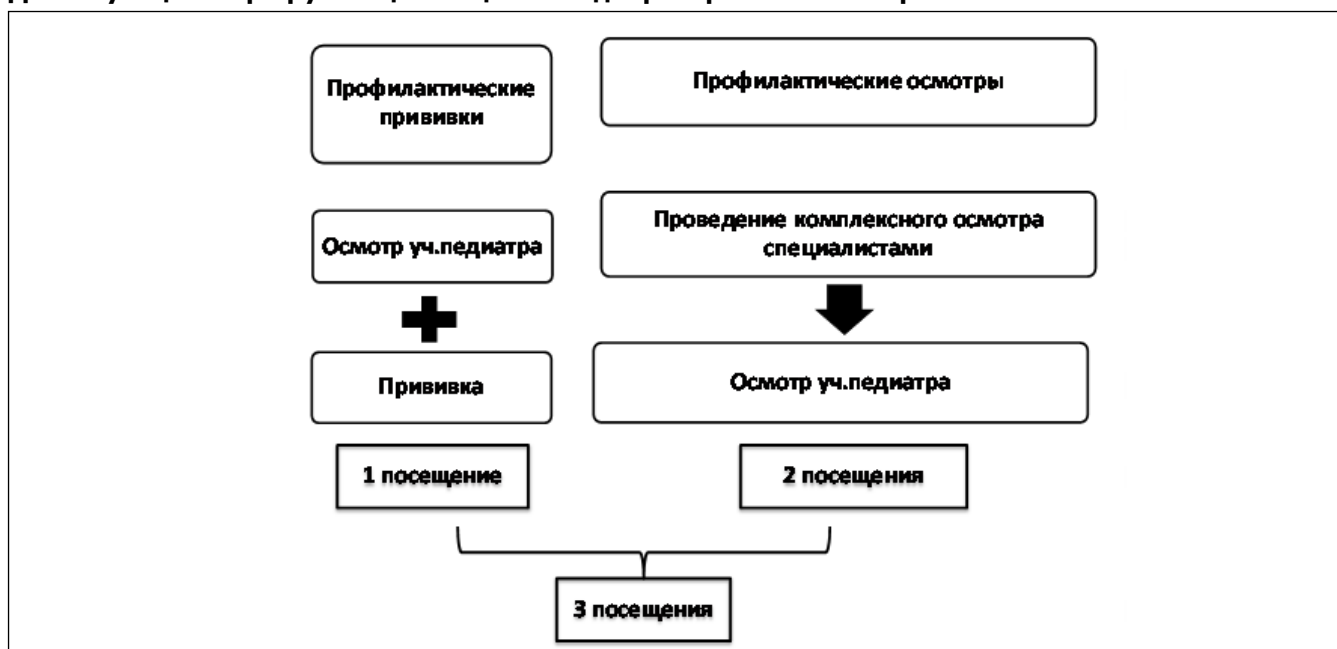 Профилактические
прививки
Профилактические осмотры
Осмотр уч.педиатра
Проведение комплексного осмотра
специалистами
Прививка
Осмотр уч.педиатра
1 посещение
2 посещения
3 посещения